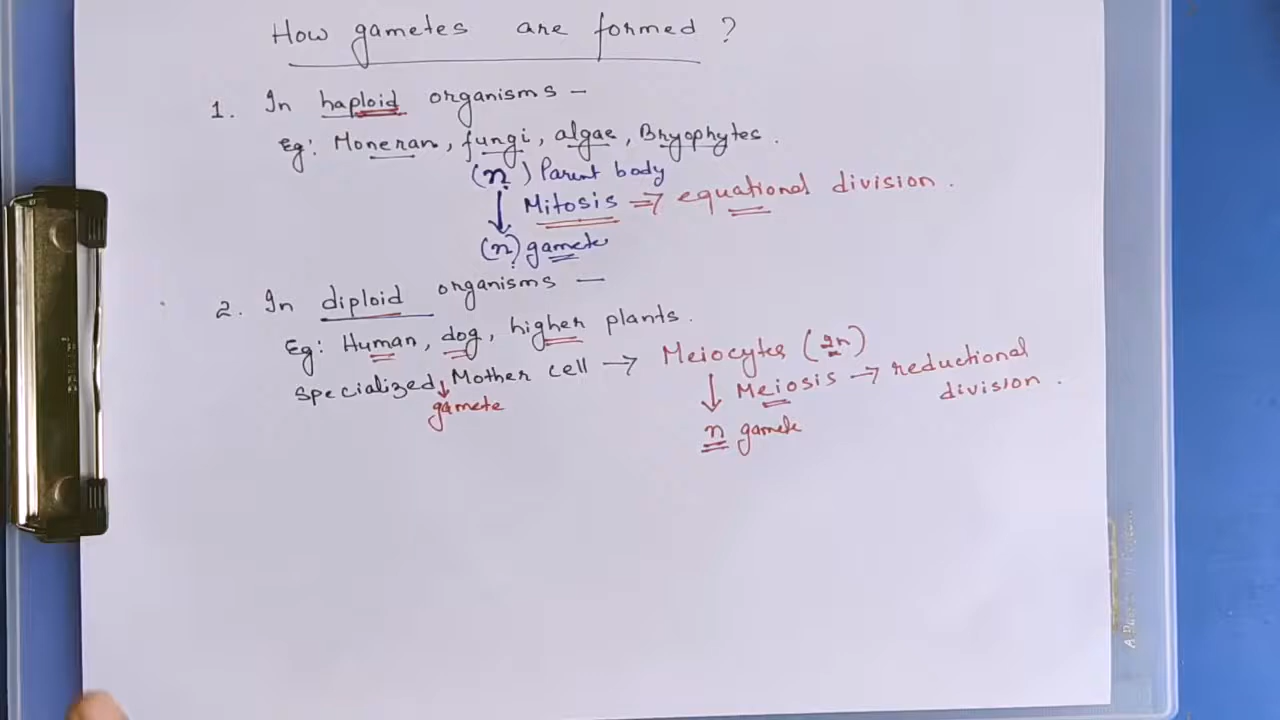 How gametes are formed ?
1. In haploid organisms –
Eg: Moneran, fungi, algae, Bryophytes.
(n) Parent body
↓ Mitosis ⇒ equational division.
(n) gamete
2. In diploid organisms –
Eg: Human, dog, higher plants.
specialized Mother cell → Meiocytes (2n)
↓ gamete
↓ Meiosis → reductional division.
n gamete